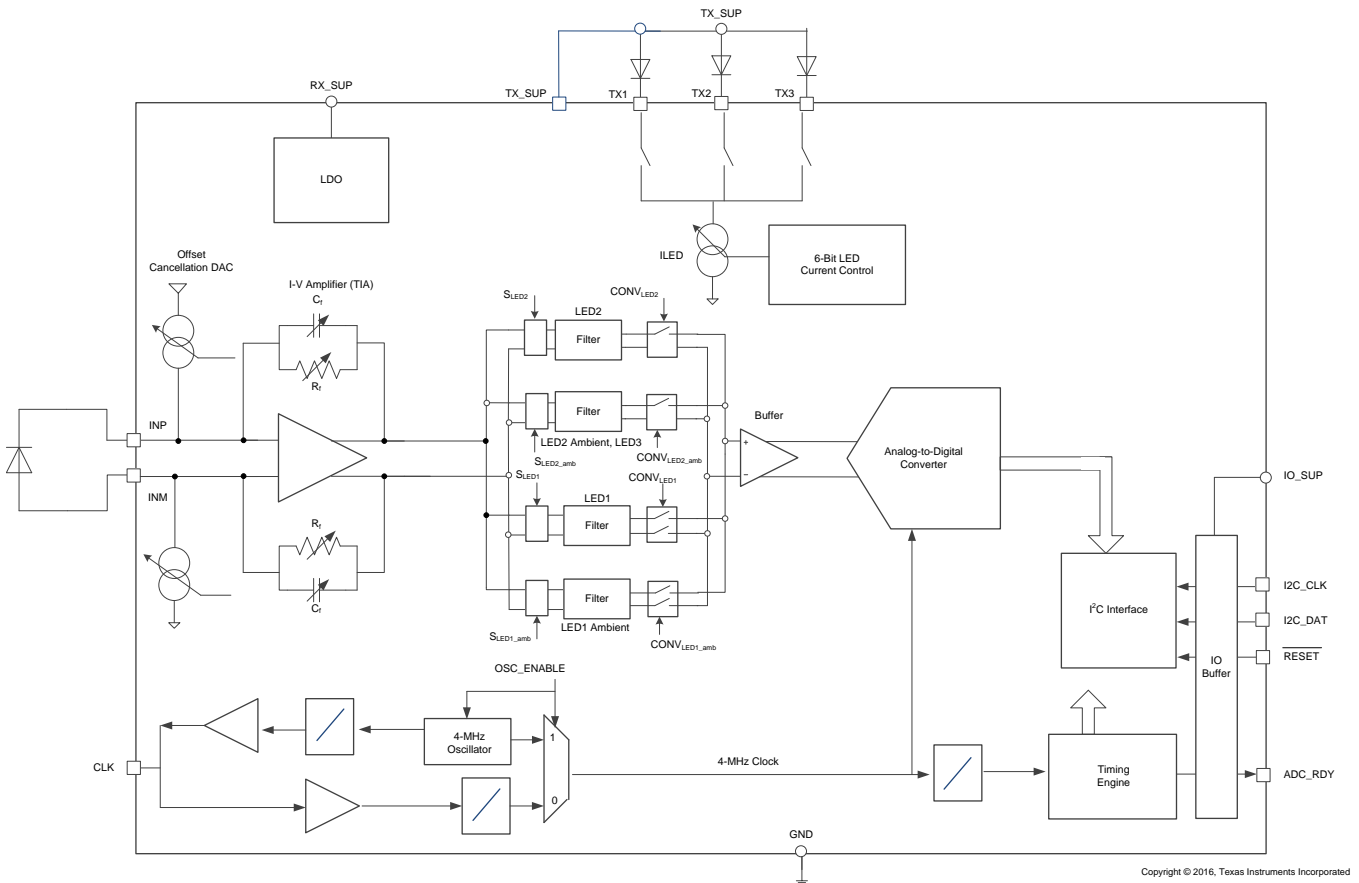 TX_SUP
RX_SUP
TX_SUP
TX1
TX2
TX3
LDO
ILED
6-Bit LED
Current Control
Offset
Cancellation DAC
I-V Amplifier (TIA)
Cf
Rf
SLED2
CONVLED2
LED2
Filter
INP
Filter
LED2 Ambient, LED3
SLED2_amb
CONVLED2_amb
Buffer
+
−
Analog-to-Digital
Converter
INM
SLED1
CONVLED1
LED1
Filter
IO_SUP
Rf
Cf
Filter
LED1 Ambient
SLED1_amb
CONVLED1_amb
I2C Interface
I2C_CLK
I2C_DAT
RESET
IO
Buffer
OSC_ENABLE
4-MHz
Oscillator
1
0
CLK
4-MHz Clock
Timing
Engine
ADC_RDY
GND
Copyright © 2016, Texas Instruments Incorporated